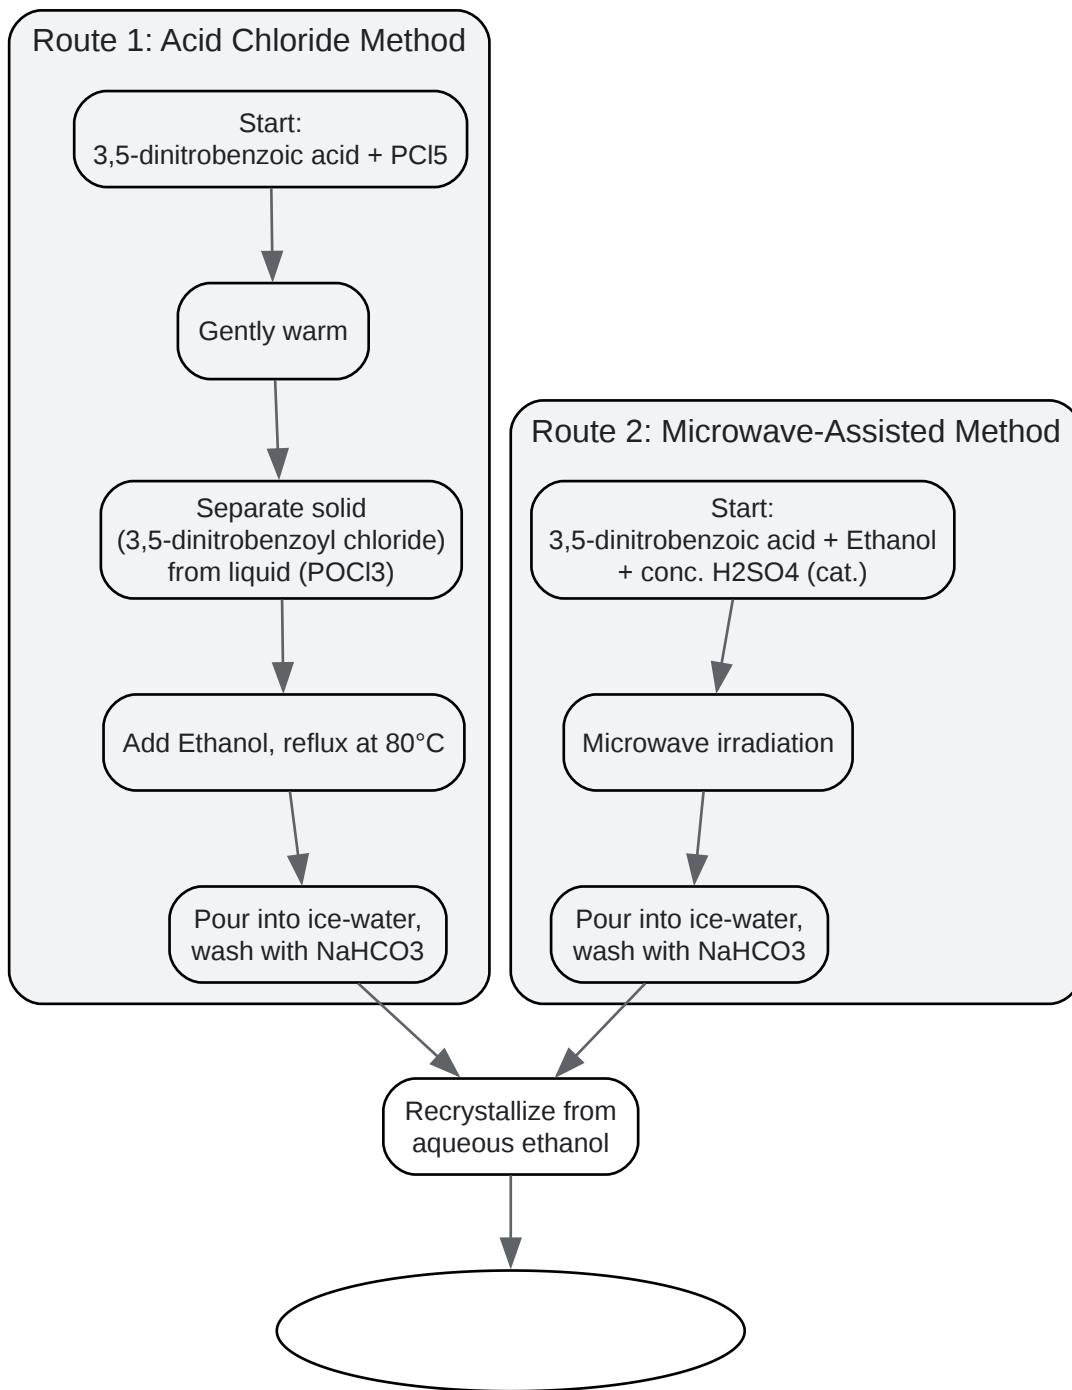 Route 1: Acid Chloride Method
Start:
3,5-dinitrobenzoic acid + PCl5
Gently warm
Separate solid
(3,5-dinitrobenzoyl chloride)
from liquid (POCl3)
Add Ethanol, reflux at 80°C
Pour into ice-water,
wash with NaHCO3
Route 2: Microwave-Assisted Method
Start:
3,5-dinitrobenzoic acid + Ethanol
+ conc. H2SO4 (cat.)
Microwave irradiation
Pour into ice-water,
wash with NaHCO3
Recrystallize from
aqueous ethanol